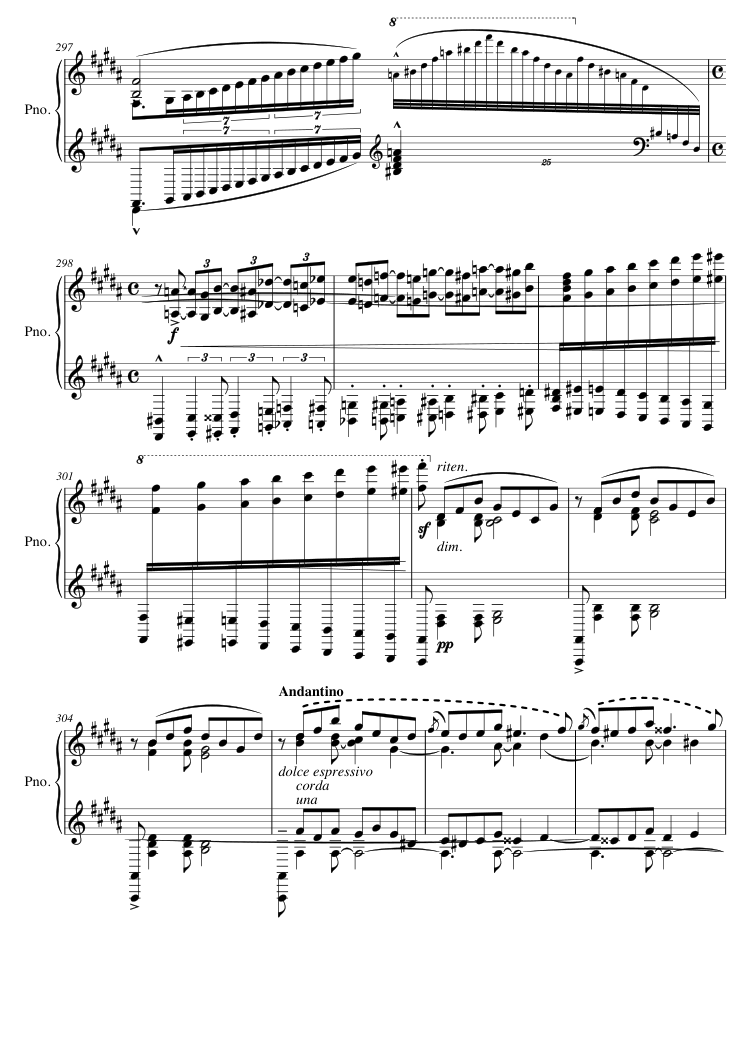 8
297
Pno.
7 7
7 7
25
298
3 3 3
Pno.
f
3 3 3
8
301
riten.
Pno.
sf
dim.
pp
Andantino
304
Pno.
dolce espressivo
corda
una